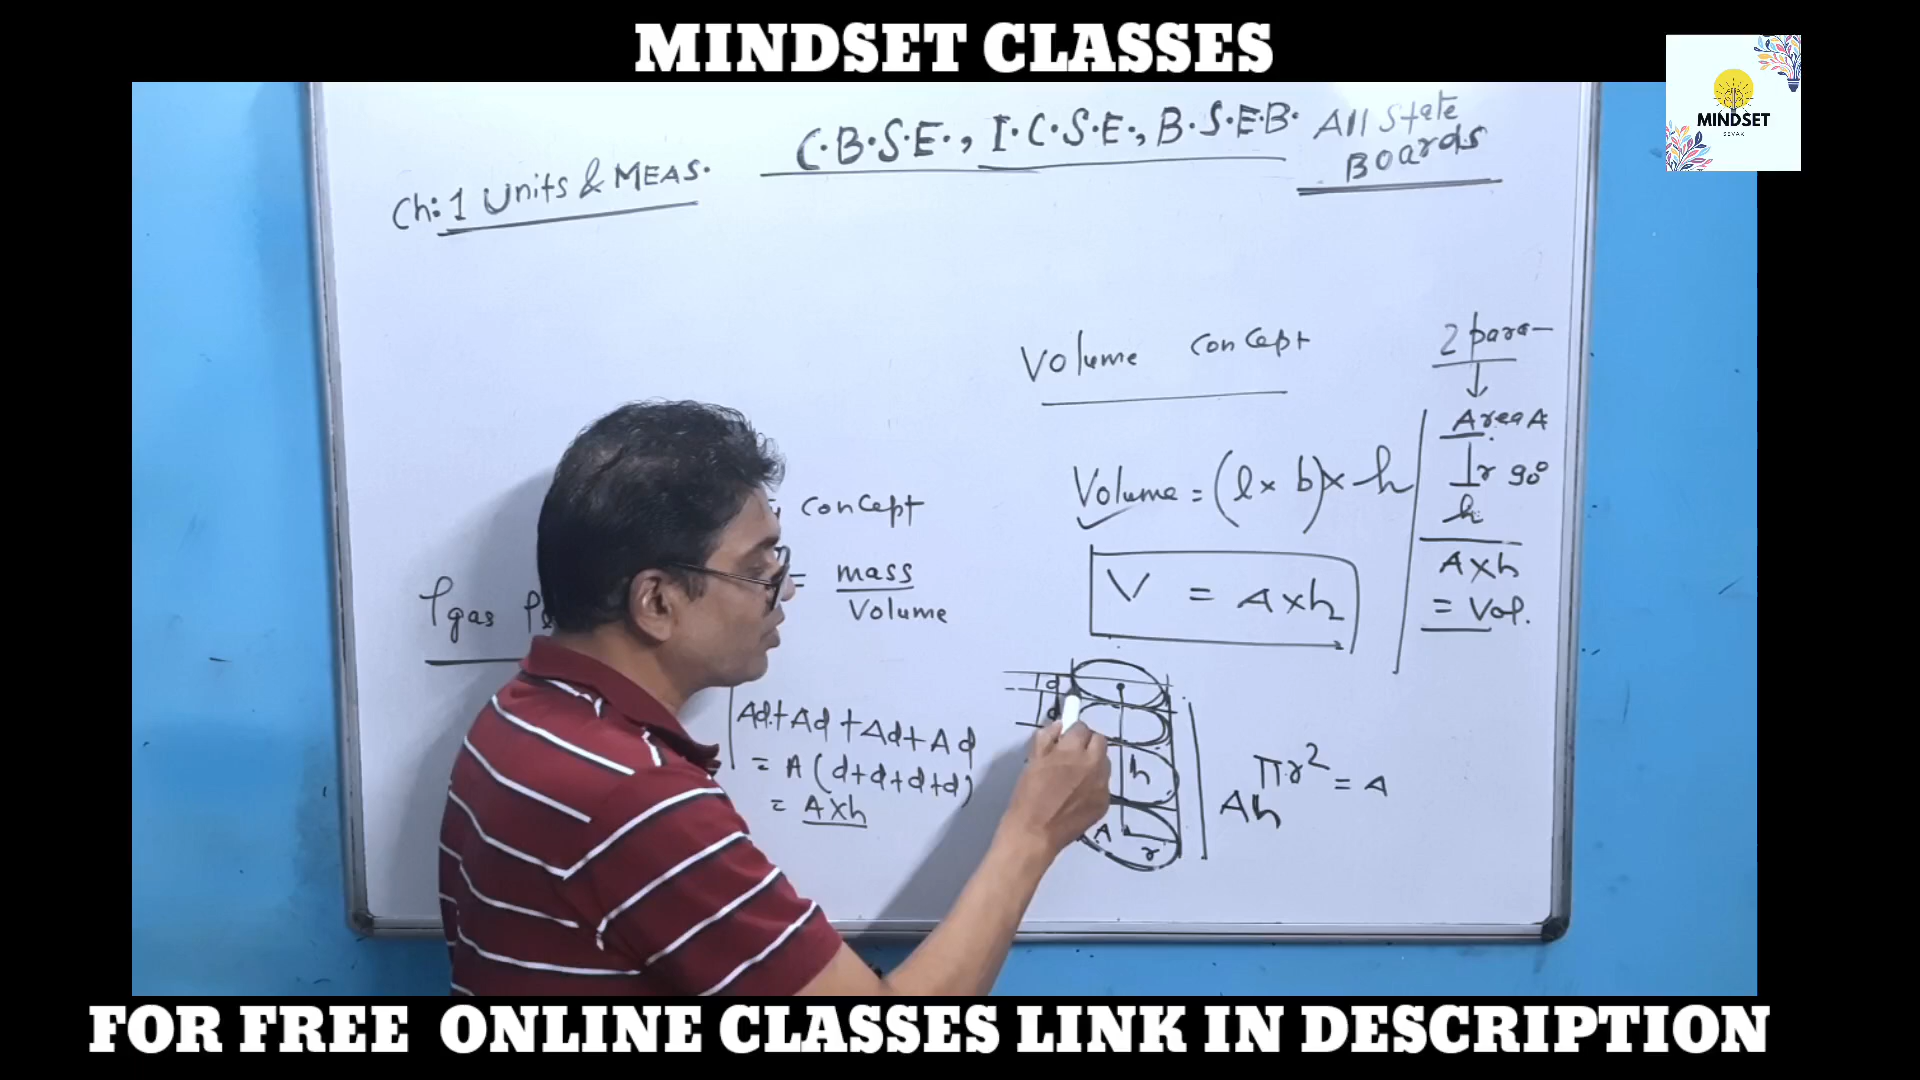 MINDSET CLASSES
MINDSET
SEVAK
C.B.S.E., I.C.S.E., B.S.E.B. All State
Boards
Ch: 1 Units & MEAS.
Volume concept
2 para-
↓
Area A
⊥r 90°
h
A×h
= Vol.
Volume = (l × b) × h
V = A×h
concept
= mass
Volume
ρgas
Ad+Ad+Ad+Ad
= A (d+d+d+d)
= A×h
d
d
h
A r
πr² = A
Ah
FOR FREE ONLINE CLASSES LINK IN DESCRIPTION